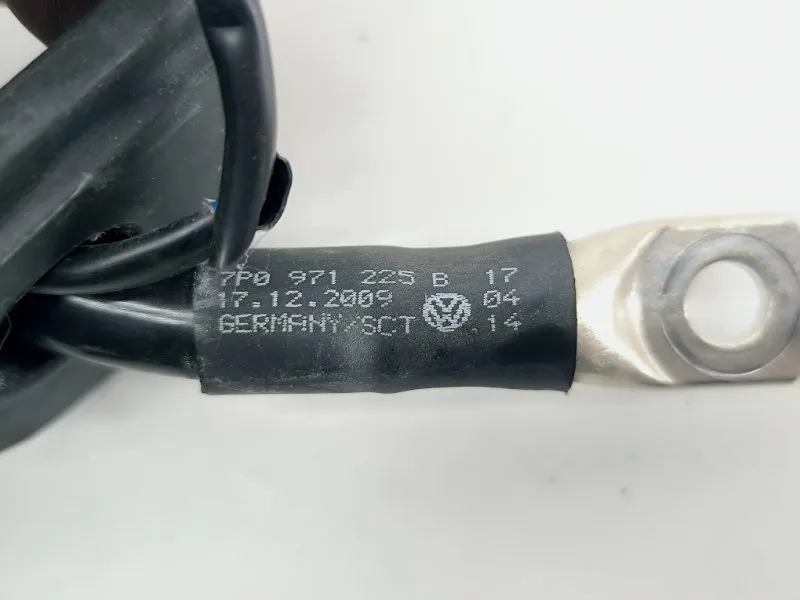 7P0 971 225 B 17
17.12.2009 04
GERMANY/SCT .14